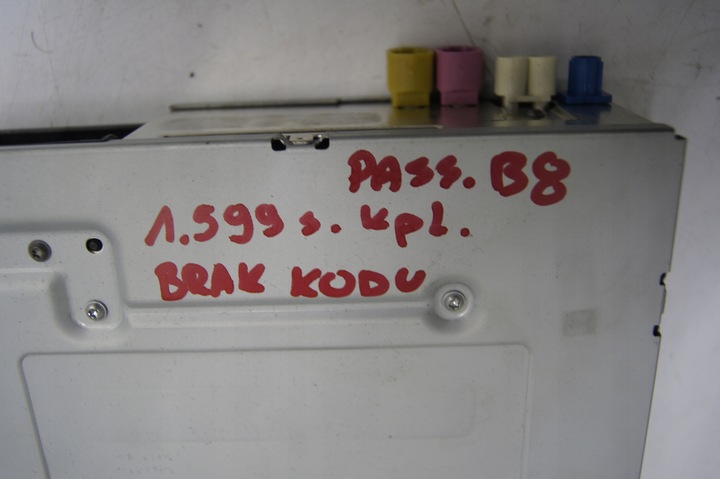 PASS. B8
1.599 s. kpl.
BRAK KODU